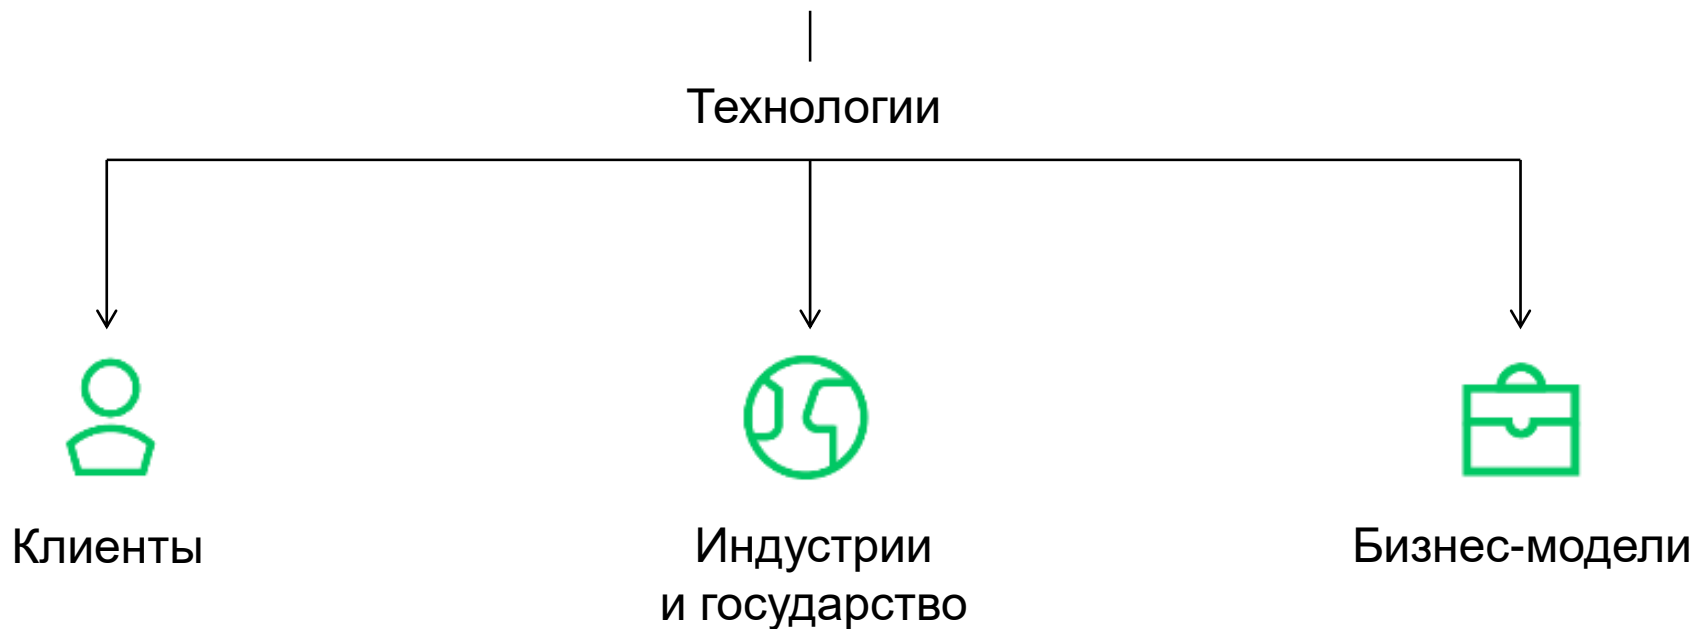 Технологии
Клиенты
Индустрии
и государство
Бизнес-модели